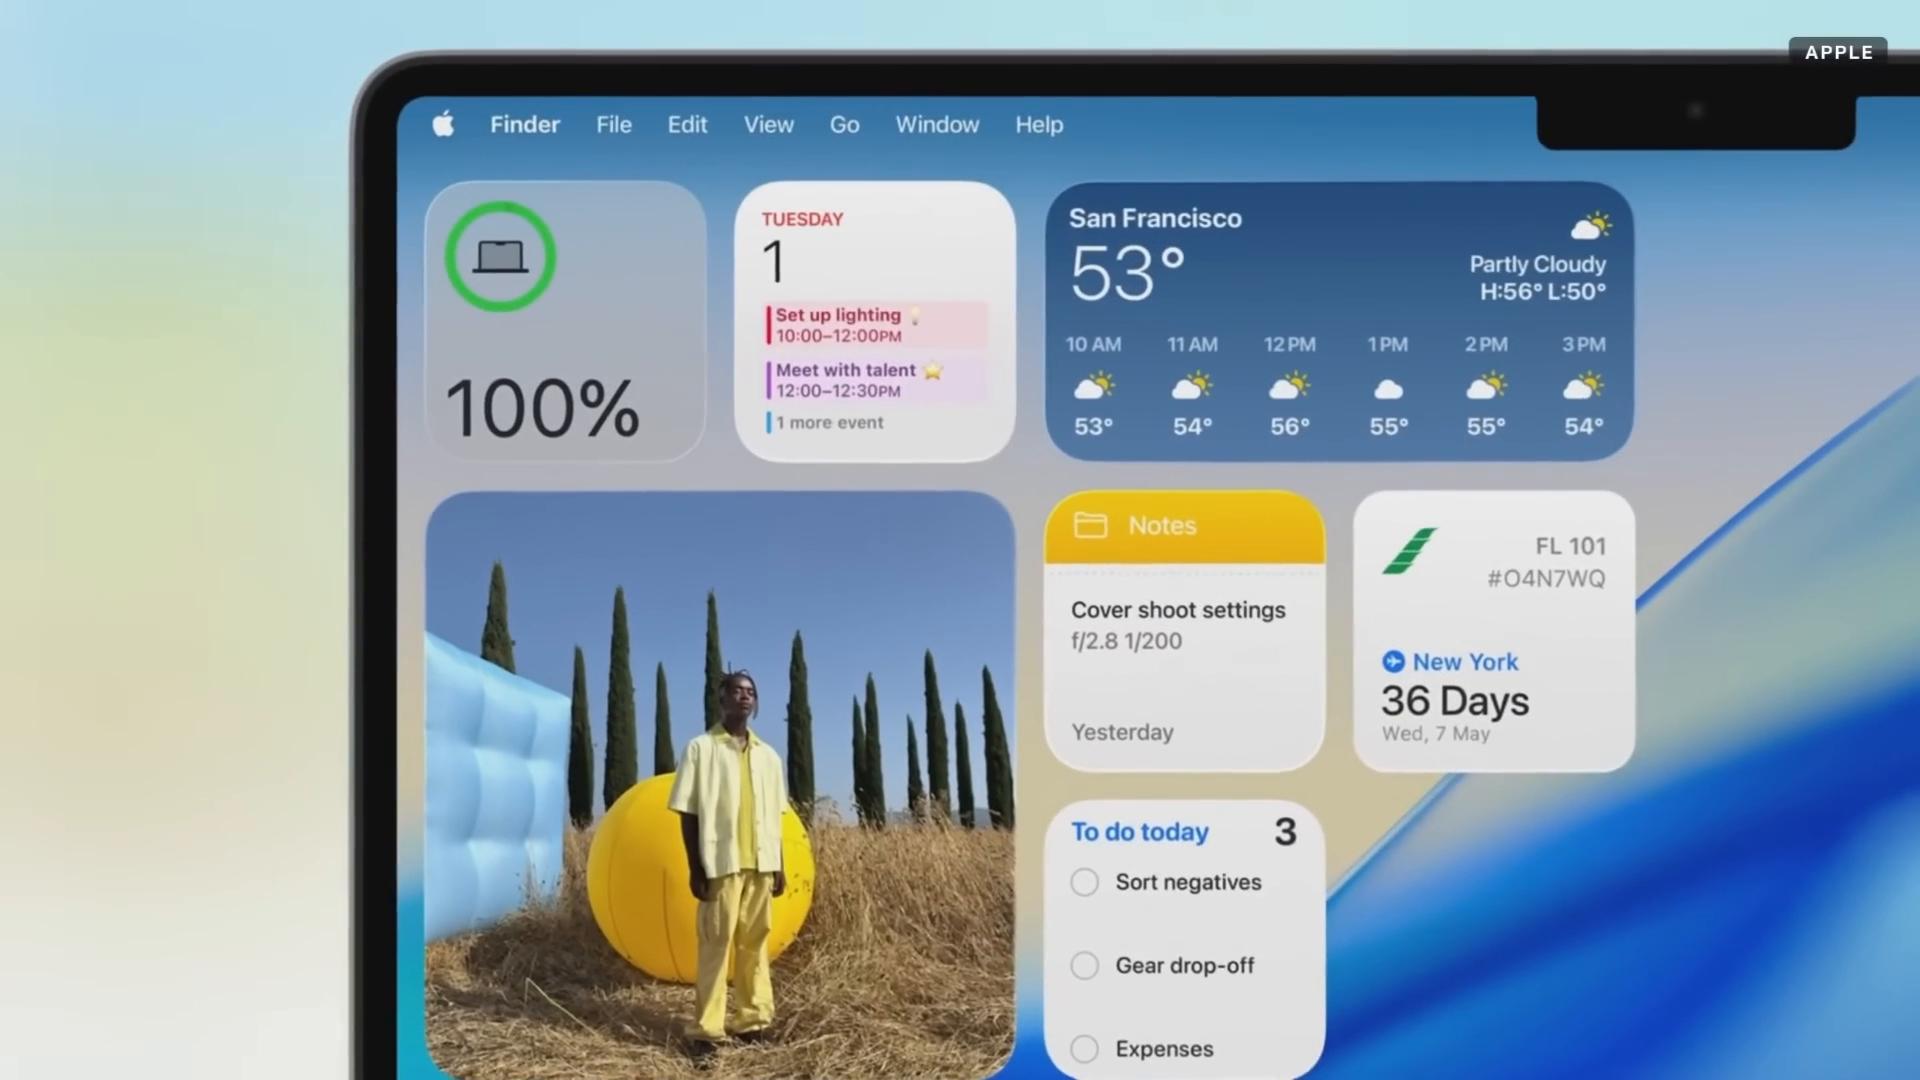 APPLE
Finder File Edit View Go Window Help
100%
TUESDAY
1
Set up lighting
10:00–12:00PM
Meet with talent
12:00–12:30PM
1 more event
San Francisco
53°
Partly Cloudy
H:56° L:50°
10 AM 11 AM 12 PM 1 PM 2 PM 3 PM
53° 54° 56° 55° 55° 54°
Notes
Cover shoot settings
f/2.8 1/200
Yesterday
FL 101
#O4N7WQ
New York
36 Days
Wed, 7 May
To do today 3
Sort negatives
Gear drop-off
Expenses